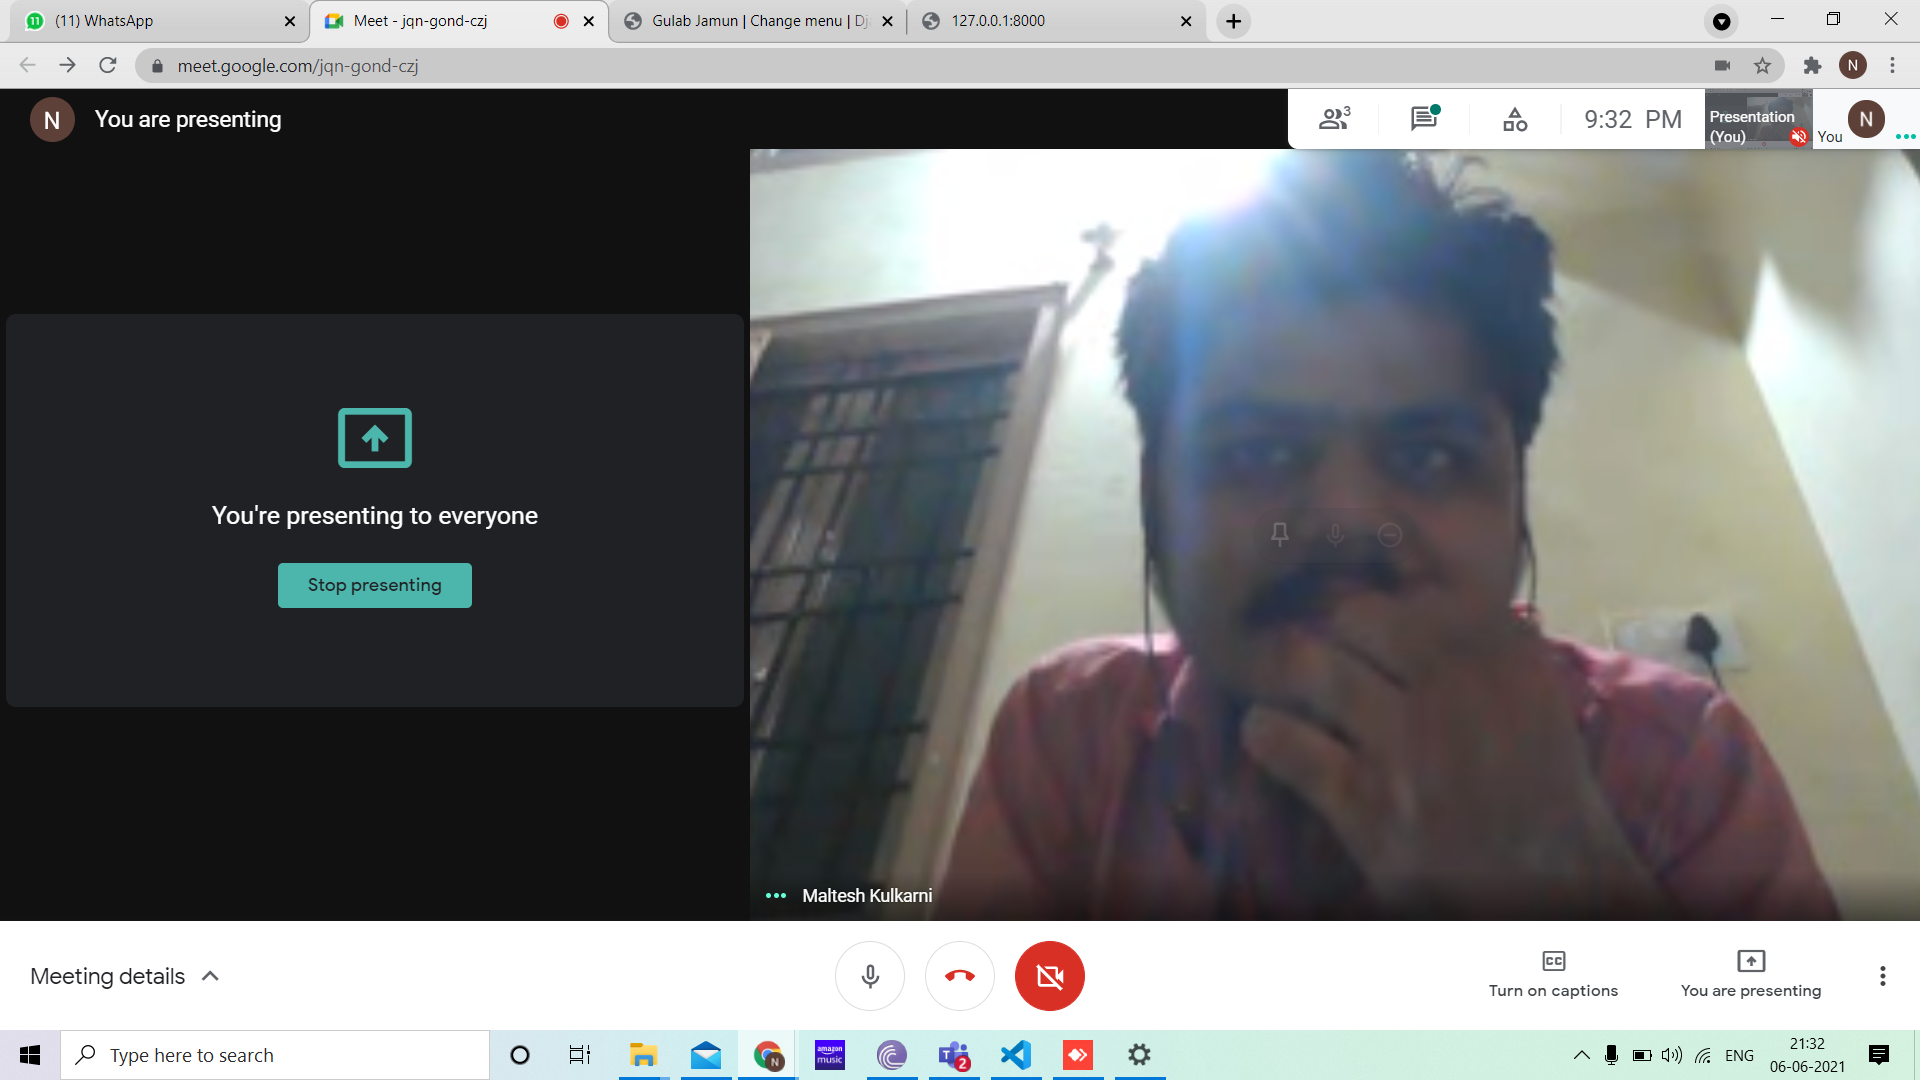 11
(11) WhatsApp
Meet - jqn-gond-czj
Gulab Jamun | Change menu | Dj
127.0.0.1:8000
meet.google.com/jqn-gond-czj
N
N
You are presenting
3
9:32 PM
Presentation
(You)
You
N
You're presenting to everyone
Stop presenting
Maltesh Kulkarni
Meeting details
CC
Turn on captions
You are presenting
Type here to search
N
amazon
music
T
2
ENG
21:32
06-06-2021